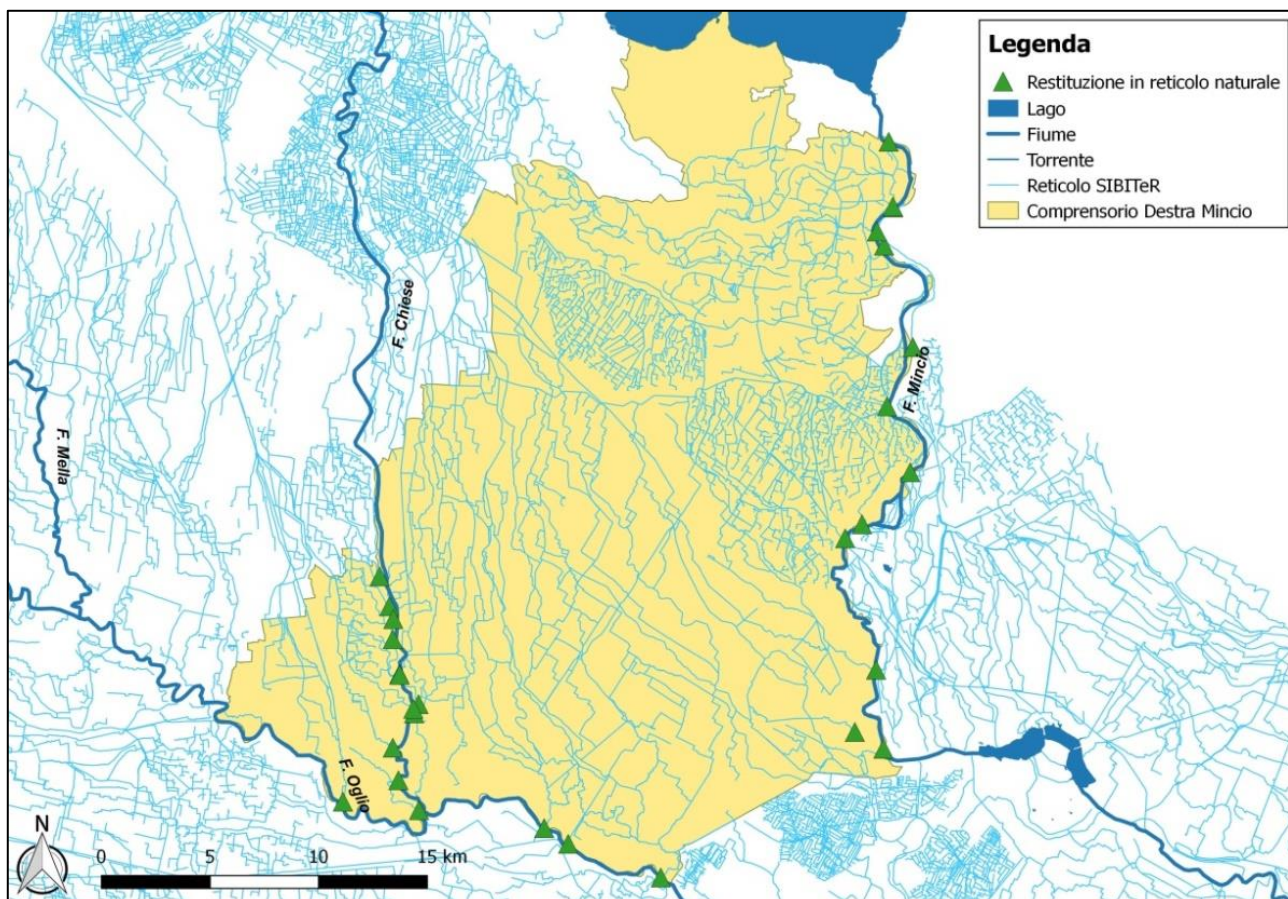 Legenda
Restituzione in reticolo naturale
Lago
Fiume
Torrente
Reticolo SIBITeR
Comprensorio Destra Mincio
F. Chiese
F. Mincio
F. Mella
F. Oglio
N
0 5 10 15 km